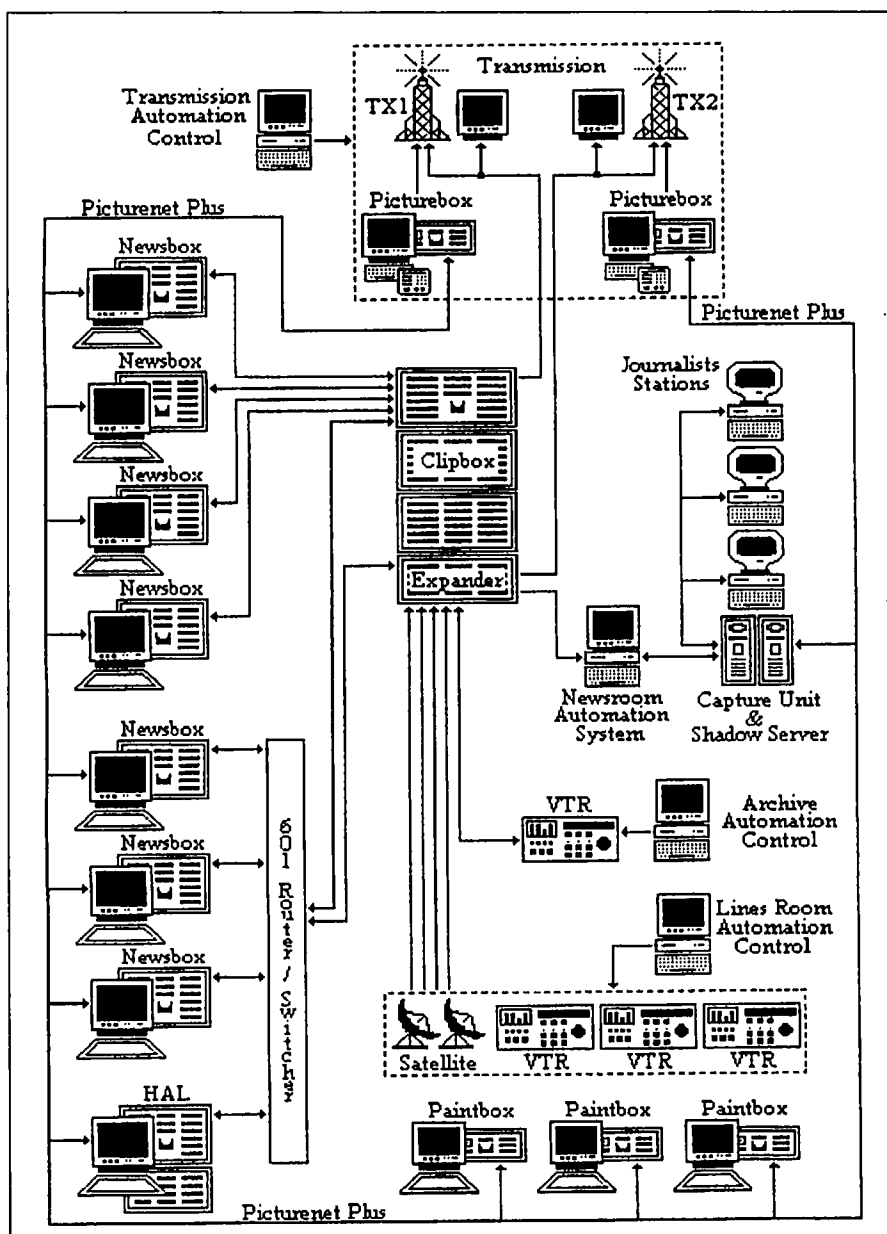 Transmission
Transmission
Automation
Control
TX1
TX2
Picturebox
Picturebox
Picturenet Plus
Newsbox
Picturenet Plus
Journalists
Stations
Newsbox
Clipbox
Newsbox
Expander
Newsbox
Newsroom
Automation
System
Capture Unit
&
Shadow Server
Newsbox
601 Router / Switcher
VTR
Archive
Automation
Control
Newsbox
Lines Room
Automation
Control
Newsbox
Satellite
VTR
VTR
VTR
HAL
Paintbox
Paintbox
Paintbox
Picturenet Plus